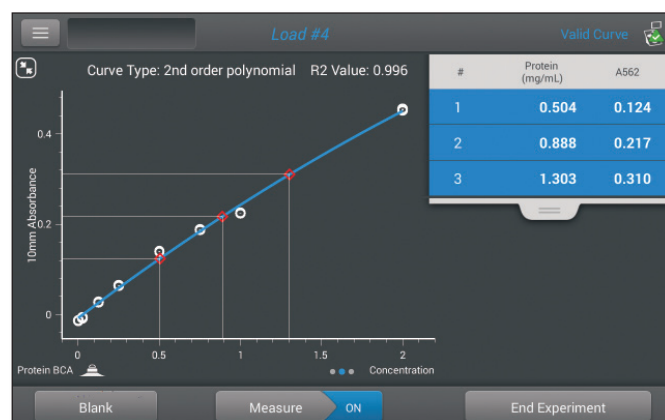 Load #4
Valid Curve
Curve Type: 2nd order polynomial R2 Value: 0.996
# Protein (mg/mL) A562
1 0.504 0.124
2 0.888 0.217
3 1.303 0.310
10mm Absorbance
0.4
0.2
0
0 0.5 1 1.5 2
Protein BCA
Concentration
Blank Measure ON End Experiment